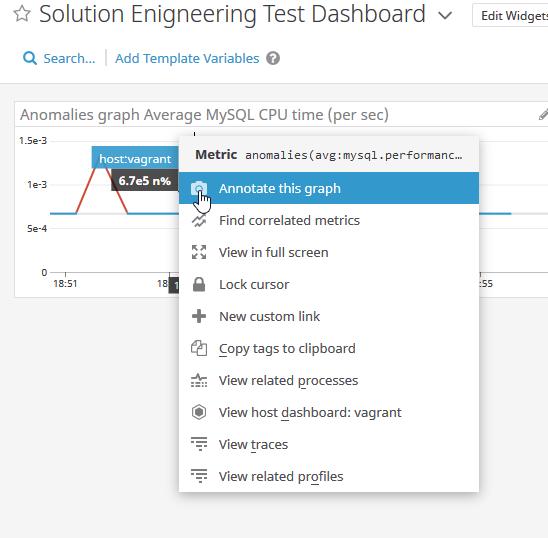 Solution Enigneering Test Dashboard
Edit Widgets
Search...
Add Template Variables
Anomalies graph Average MySQL CPU time (per sec)
1.5e-3
host:vagrant
6.7e5 n%
1e-3
5e-4
0
18:51
:55
Metric anomalies(avg:mysql.performanc...
Annotate this graph
Find correlated metrics
View in full screen
Lock cursor
New custom link
Copy tags to clipboard
View related processes
View host dashboard: vagrant
View traces
View related profiles